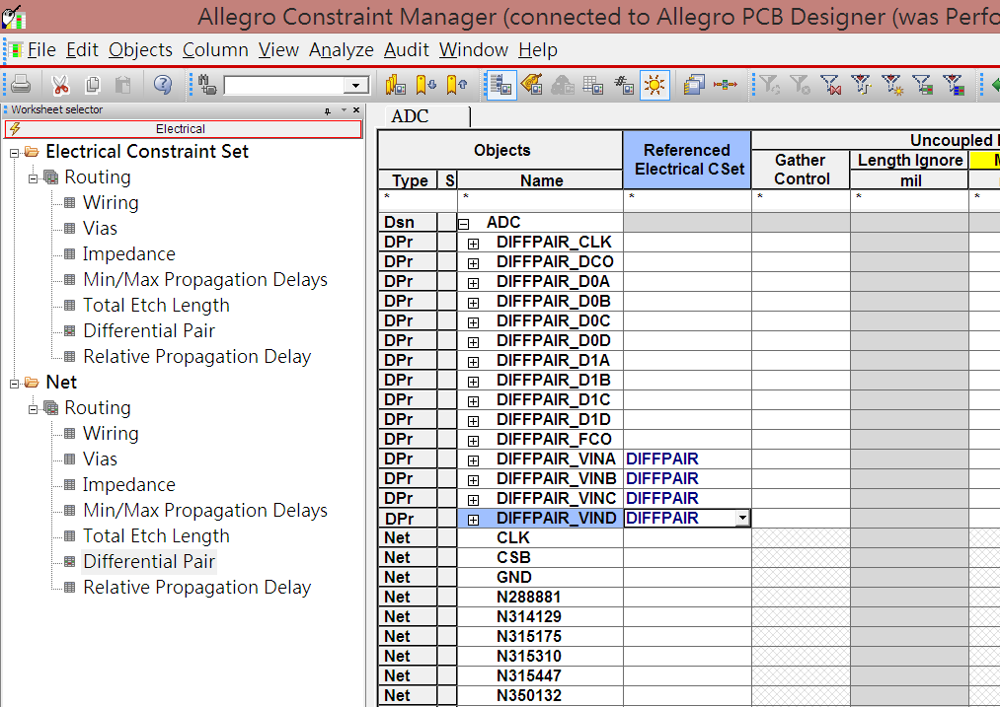 Allegro Constraint Manager (connected to Allegro PCB Designer (was Perfo
File Edit Objects Column View Analyze Audit Window Help
Worksheet selector
Electrical
Electrical Constraint Set
Routing
Wiring
Vias
Impedance
Min/Max Propagation Delays
Total Etch Length
Differential Pair
Relative Propagation Delay
Net
Routing
Wiring
Vias
Impedance
Min/Max Propagation Delays
Total Etch Length
Differential Pair
Relative Propagation Delay
ADC
Objects Referenced Electrical CSet Uncoupled
Gather Control Length Ignore
Type S Name mil
* * * * * *
Dsn ADC
DPr DIFFPAIR_CLK
DPr DIFFPAIR_DCO
DPr DIFFPAIR_D0A
DPr DIFFPAIR_D0B
DPr DIFFPAIR_D0C
DPr DIFFPAIR_D0D
DPr DIFFPAIR_D1A
DPr DIFFPAIR_D1B
DPr DIFFPAIR_D1C
DPr DIFFPAIR_D1D
DPr DIFFPAIR_FCO
DPr DIFFPAIR_VINA DIFFPAIR
DPr DIFFPAIR_VINB DIFFPAIR
DPr DIFFPAIR_VINC DIFFPAIR
DPr DIFFPAIR_VIND DIFFPAIR
Net CLK
Net CSB
Net GND
Net N288881
Net N314129
Net N315175
Net N315310
Net N315447
Net N350132